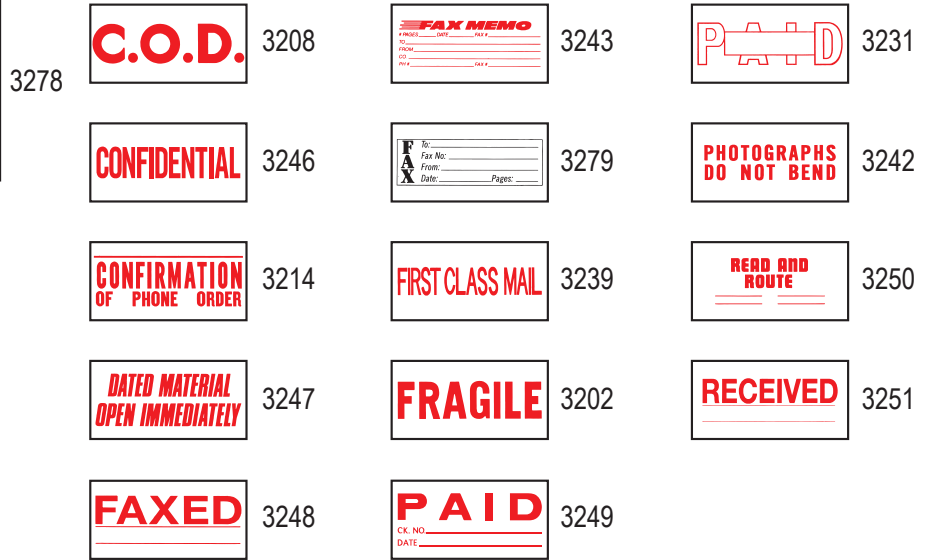 3278
C.O.D.
3208
CONFIDENTIAL
3246
CONFIRMATION
OF PHONE ORDER
3214
DATED MATERIAL
OPEN IMMEDIATELY
3247
FAXED
3248
FAX MEMO
# PAGES DATE FAX #
TO
FROM
CO
PH # FAX #
3243
FAX
To:
Fax No:
From:
Date: Pages:
3279
FIRST CLASS MAIL
3239
FRAGILE
3202
PAID
CK. NO.
DATE
3249
PAID
3231
PHOTOGRAPHS
DO NOT BEND
3242
READ AND
ROUTE
3250
RECEIVED
3251